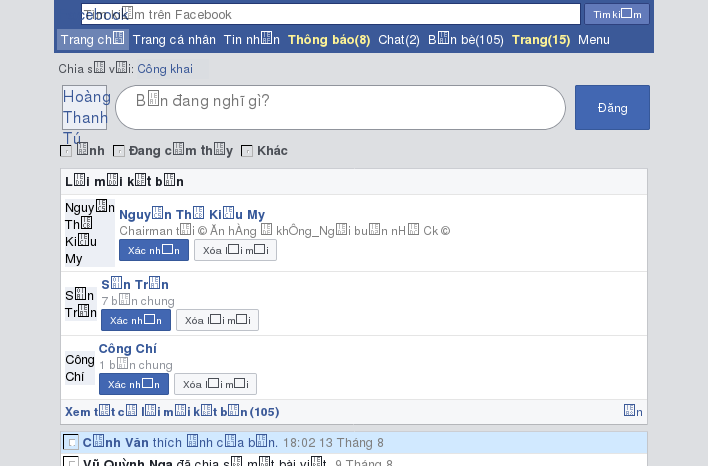 Facebook
Tìm kiếm trên Facebook
Tìm kiếm
Trang chủ Trang cá nhân Tin nhắn Thông báo(8) Chat(2) Bạn bè(105) Trang(15) Menu
Chia sẻ với: Công khai
Hoàng
Thanh
Tú
Bạn đang nghĩ gì?
Đăng
Ảnh Đang cảm thấy Khác
Lời mời kết bạn
Nguyễn
Thị
Kiều
My
Nguyễn Thị Kiều My
Chairman tại © Ăn hÀng khÔng_Người buồn Ck ©
Xác nhận Xóa lời mời
Sơn
Trần
Sơn Trần
7 bạn chung
Xác nhận Xóa lời mời
Công
Chí
Công Chí
1 bạn chung
Xác nhận Xóa lời mời
Xem tất cả lời mời kết bạn (105) Ẩn
Cảnh Vân thích ảnh của bạn. 18:02 13 Tháng 8
Vũ Quỳnh Nga đã chia sẻ một bài viết. 9 Tháng 8